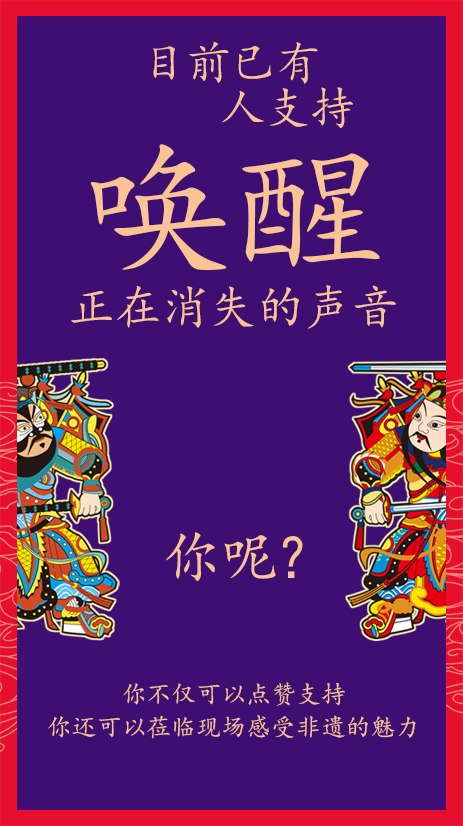 目前已有
人支持
唤醒
正在消失的声音
你呢?
你不仅可以点赞支持
你还可以莅临现场感受非遗的魅力